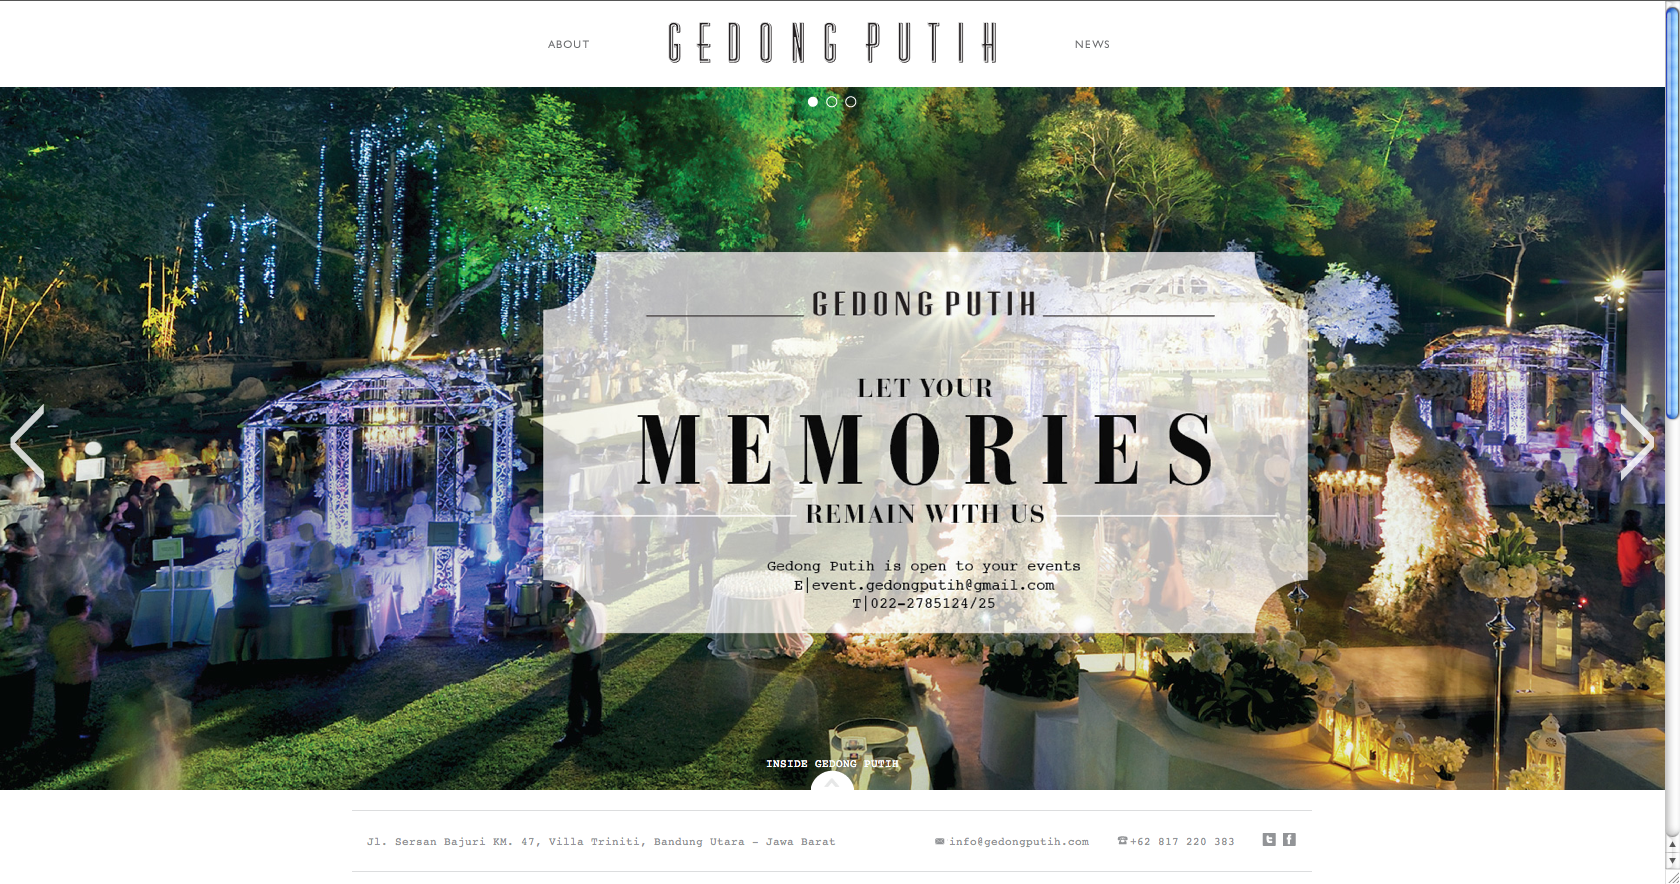 ABOUT
GEDONG PUTIH
NEWS
GEDONG PUTIH
LET YOUR
MEMORIES
REMAIN WITH US
Gedong Putih is open to your events
E|event.gedongputih@gmail.com
T|022-2785124/25
INSIDE GEDONG PUTIH
Jl. Sersan Bajuri KM. 47, Villa Triniti, Bandung Utara - Jawa Barat
info@gedongputih.com
+62 817 220 383